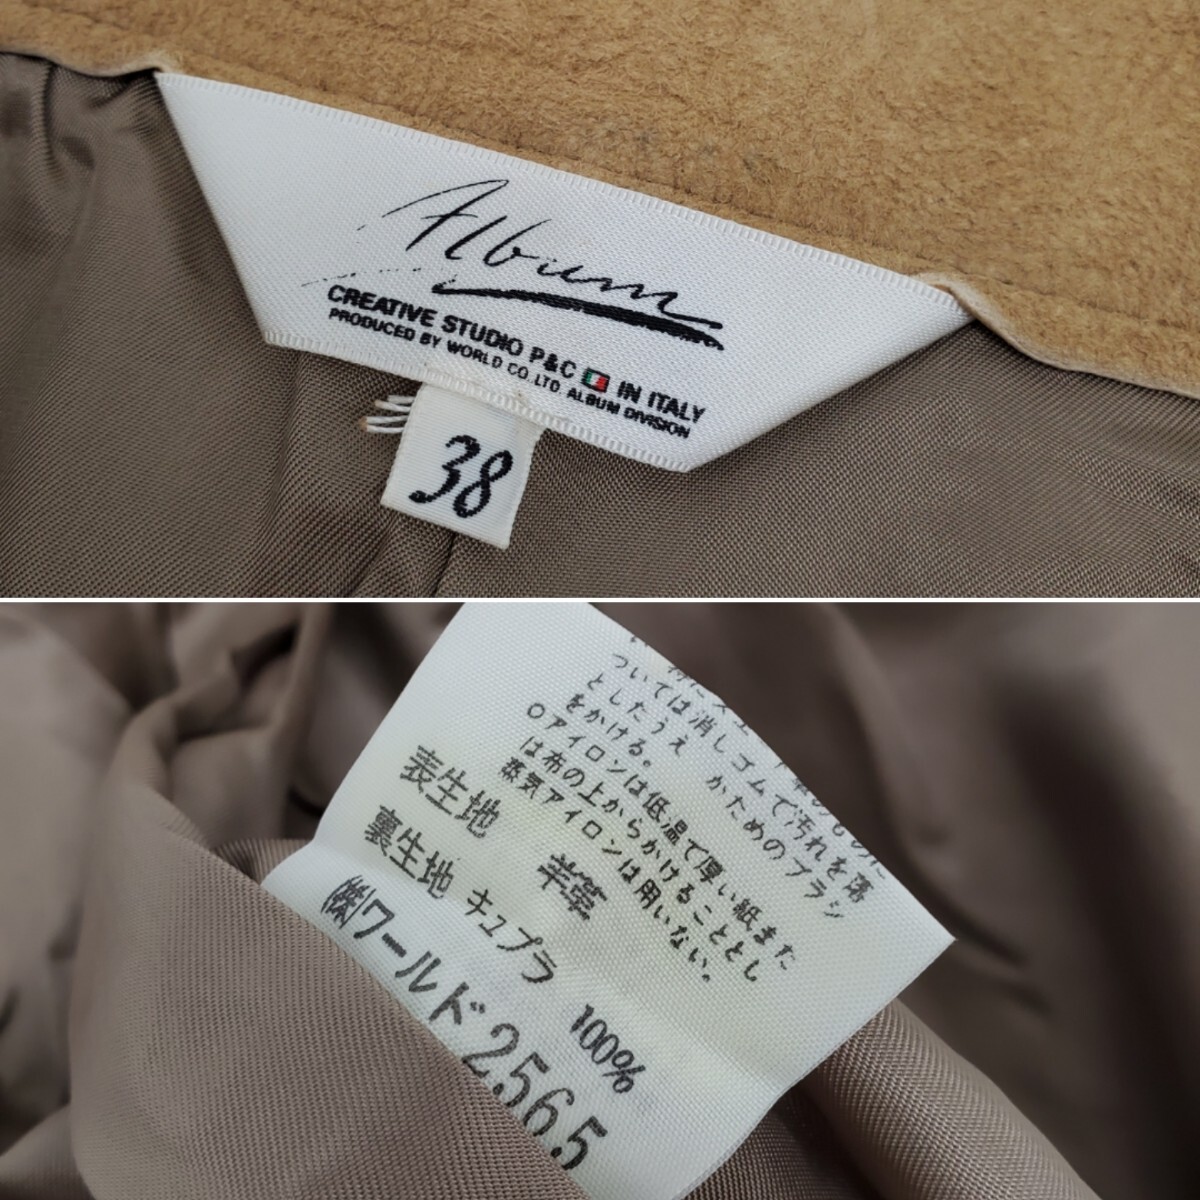 Album
CREATIVE STUDIO P&C IN ITALY
PRODUCED BY WORLD CO.,LTD. ALBUM DIVISION
38
ついては消しゴムで汚れを落
としたうえ かためのブラシ
をかける。
○アイロンは低温で厚い紙また
は布の上からかけることとし
蒸気アイロンは用いない。
表生地 羊革
裏生地 キュプラ 100%
㈱ワールド2565